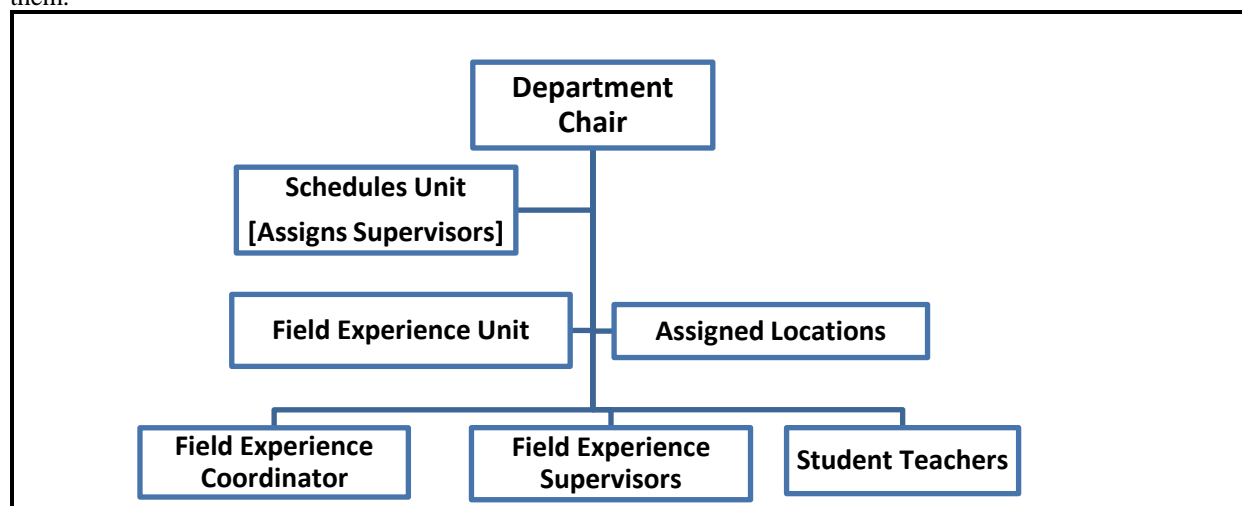 them.
Department
Chair
Schedules Unit
[Assigns Supervisors]
Field Experience Unit
Assigned Locations
Field Experience
Coordinator
Field Experience
Supervisors
Student Teachers